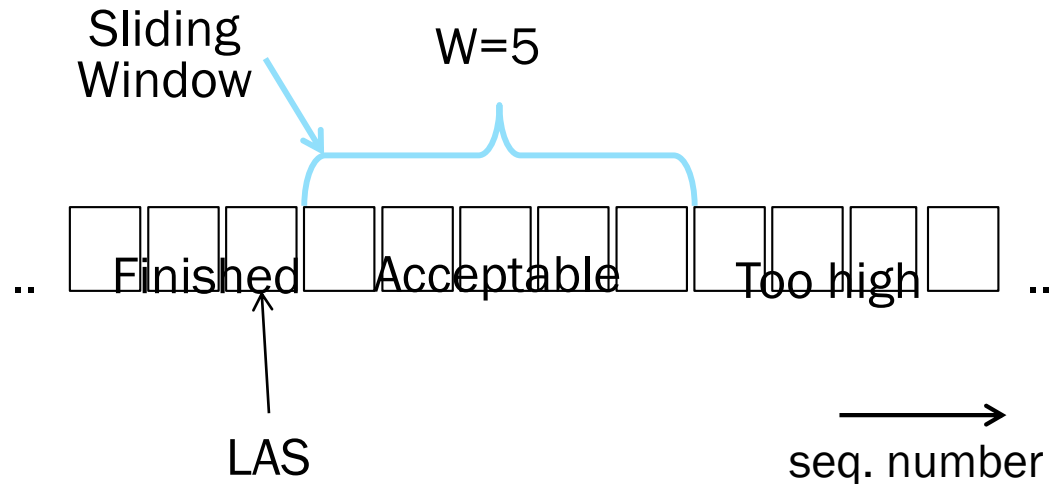 Sliding
Window
W=5
.. Finished Acceptable Too high ..
LAS
seq. number